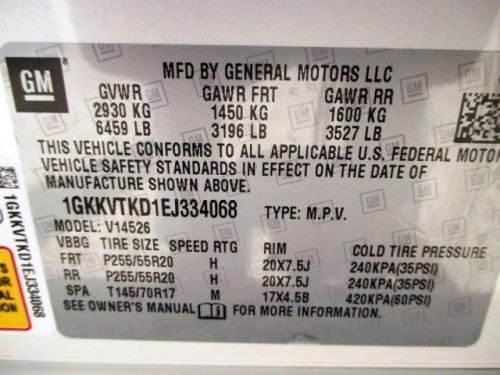 GM
MFD BY GENERAL MOTORS LLC
GVWR GAWR FRT GAWR RR
2930 KG 1450 KG 1600 KG
6459 LB 3196 LB 3527 LB
THIS VEHICLE CONFORMS TO ALL APPLICABLE U.S. FEDERAL MOTOR
VEHICLE SAFETY STANDARDS IN EFFECT ON THE DATE OF
MANUFACTURE SHOWN ABOVE.
1GKKVTKD1EJ334068 TYPE: M.P.V.
MODEL: V14526
VBBG TIRE SIZE SPEED RTG RIM COLD TIRE PRESSURE
FRT P255/55R20 H 20X7.5J 240KPA(35PSI)
RR P255/55R20 H 20X7.5J 240KPA(35PSI)
SPA T145/70R17 M 17X4.5B 420KPA(60PSI)
SEE OWNER'S MANUAL FOR MORE INFORMATION.
1GKKVTKD1EJ334068